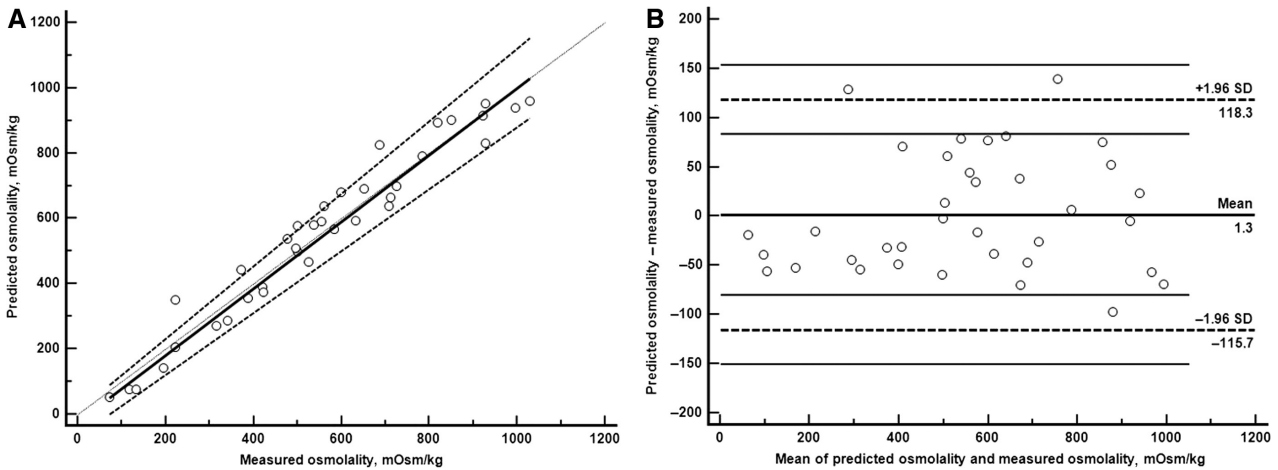 A
Predicted osmolality, mOsm/kg
1200
1000
800
600
400
200
0
0 200 400 600 800 1000 1200
Measured osmolality, mOsm/kg
B
Predicted osmolality – measured osmolality, mOsm/kg
200
150
100
50
0
–50
–100
–150
–200
+1.96 SD
118.3
Mean
1.3
–1.96 SD
–115.7
0 200 400 600 800 1000 1200
Mean of predicted osmolality and measured osmolality, mOsm/kg